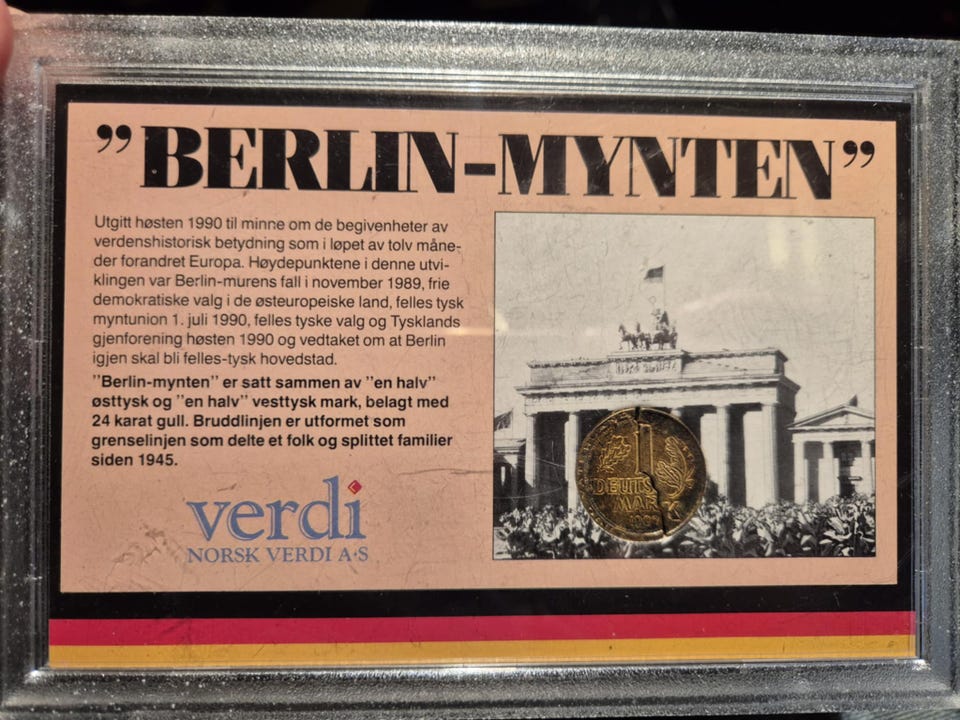 "BERLIN-MYNTEN"
Utgitt høsten 1990 til minne om de begivenheter av
verdenshistorisk betydning som i løpet av tolv måne-
der forandret Europa. Høydepunktene i denne utvi-
klingen var Berlin-murens fall i november 1989, frie
demokratiske valg i de østeuropeiske land, felles tysk
myntunion 1. juli 1990, felles tyske valg og Tysklands
gjenforening høsten 1990 og vedtaket om at Berlin
igjen skal bli felles-tysk hovedstad.
"Berlin-mynten" er satt sammen av "en halv"
østtysk og "en halv" vesttysk mark, belagt med
24 karat gull. Bruddlinjen er utformet som
grenselinjen som delte et folk og splittet familier
siden 1945.
verdi
NORSK VERDI A·S
1
DEUTS
MARK